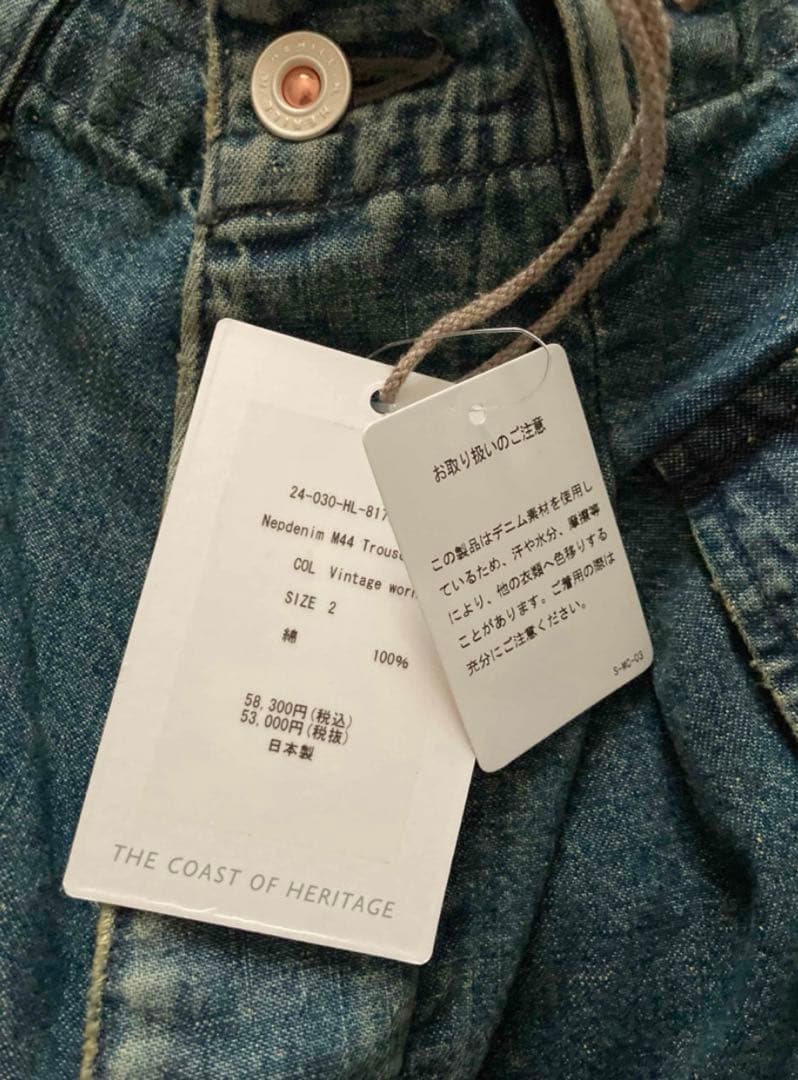 24-030-HL-817
Nepdenim M44
COL Vintage
SIZE 2
綿 100%
58,300円(税込)
53,000円(税抜)
日本製
THE COAST OF HERITAGE
お取り扱いのご注意
この製品はデニム素材を使用し
ているため、汗や水分、摩擦等
により、他の衣類へ色移りする
ことがあります。ご着用の際は
充分にご注意ください。
S-MC-03